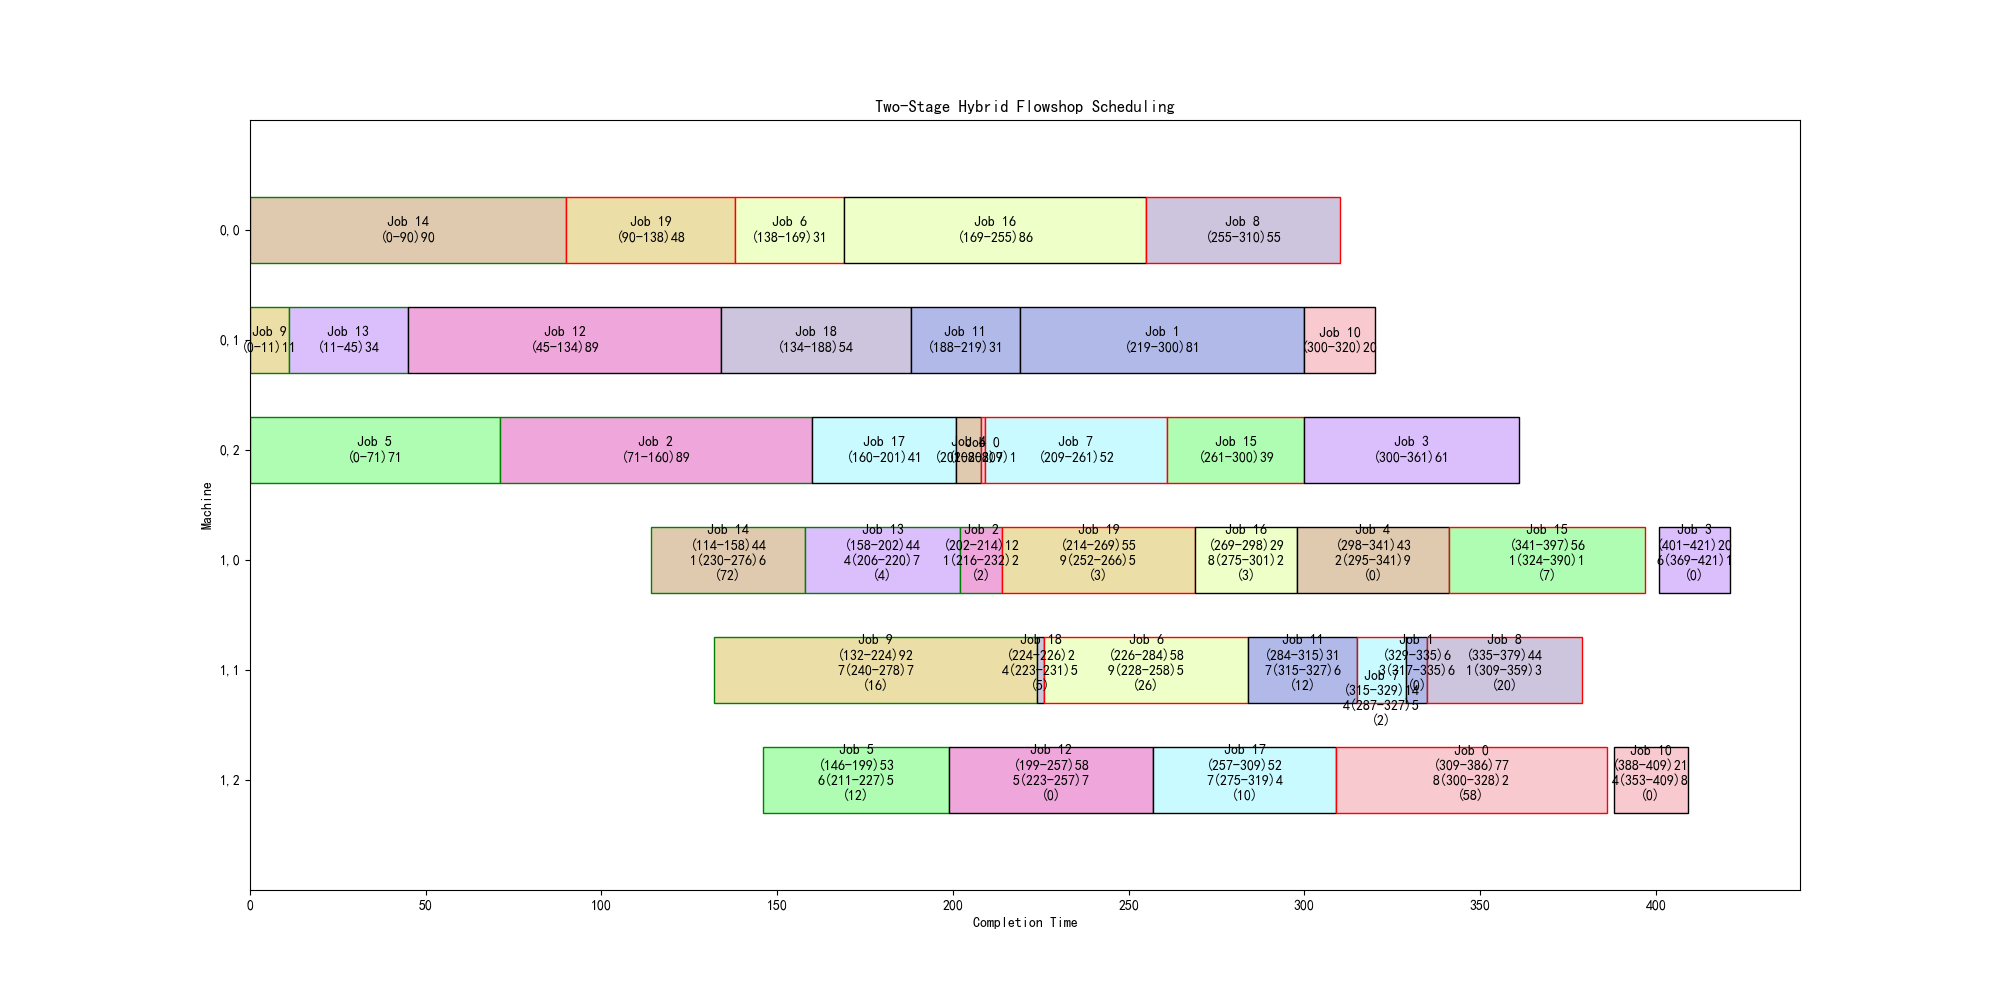 Two-Stage Hybrid Flowshop Scheduling
0,0
Job 14
(0-90)90
Job 19
(90-138)48
Job 6
(138-169)31
Job 16
(169-255)86
Job 8
(255-310)55
0,1
Job 9
(0-11)11
Job 13
(11-45)34
Job 12
(45-134)89
Job 18
(134-188)54
Job 11
(188-219)31
Job 1
(219-300)81
Job 10
(300-320)20
0,2
Job 5
(0-71)71
Job 2
(71-160)89
Job 17
(160-201)41
Job 4
(201-208)7
Job 0
(208-209)1
Job 7
(209-261)52
Job 15
(261-300)39
Job 3
(300-361)61
1,0
Job 14
(114-158)44
1(230-276)6
(72)
Job 13
(158-202)44
4(206-220)7
(4)
Job 2
(202-214)12
1(216-232)2
(2)
Job 19
(214-269)55
9(252-266)5
(3)
Job 16
(269-298)29
8(275-301)2
(3)
Job 4
(298-341)43
2(295-341)9
(0)
Job 15
(341-397)56
1(324-390)1
(7)
Job 3
(401-421)20
6(369-421)1
(0)
1,1
Job 9
(132-224)92
7(240-278)7
(16)
Job 18
(224-226)2
4(223-231)5
(5)
Job 6
(226-284)58
9(228-258)5
(26)
Job 11
(284-315)31
7(315-327)6
(12)
Job 7
(315-329)14
4(287-327)5
(2)
Job 1
(329-335)6
3(317-335)6
(0)
Job 8
(335-379)44
1(309-359)3
(20)
1,2
Job 5
(146-199)53
6(211-227)5
(12)
Job 12
(199-257)58
5(223-257)7
(0)
Job 17
(257-309)52
7(275-319)4
(10)
Job 0
(309-386)77
8(300-328)2
(58)
Job 10
(388-409)21
4(353-409)8
(0)
Machine
0
50
100
150
200
250
300
350
400
Completion Time